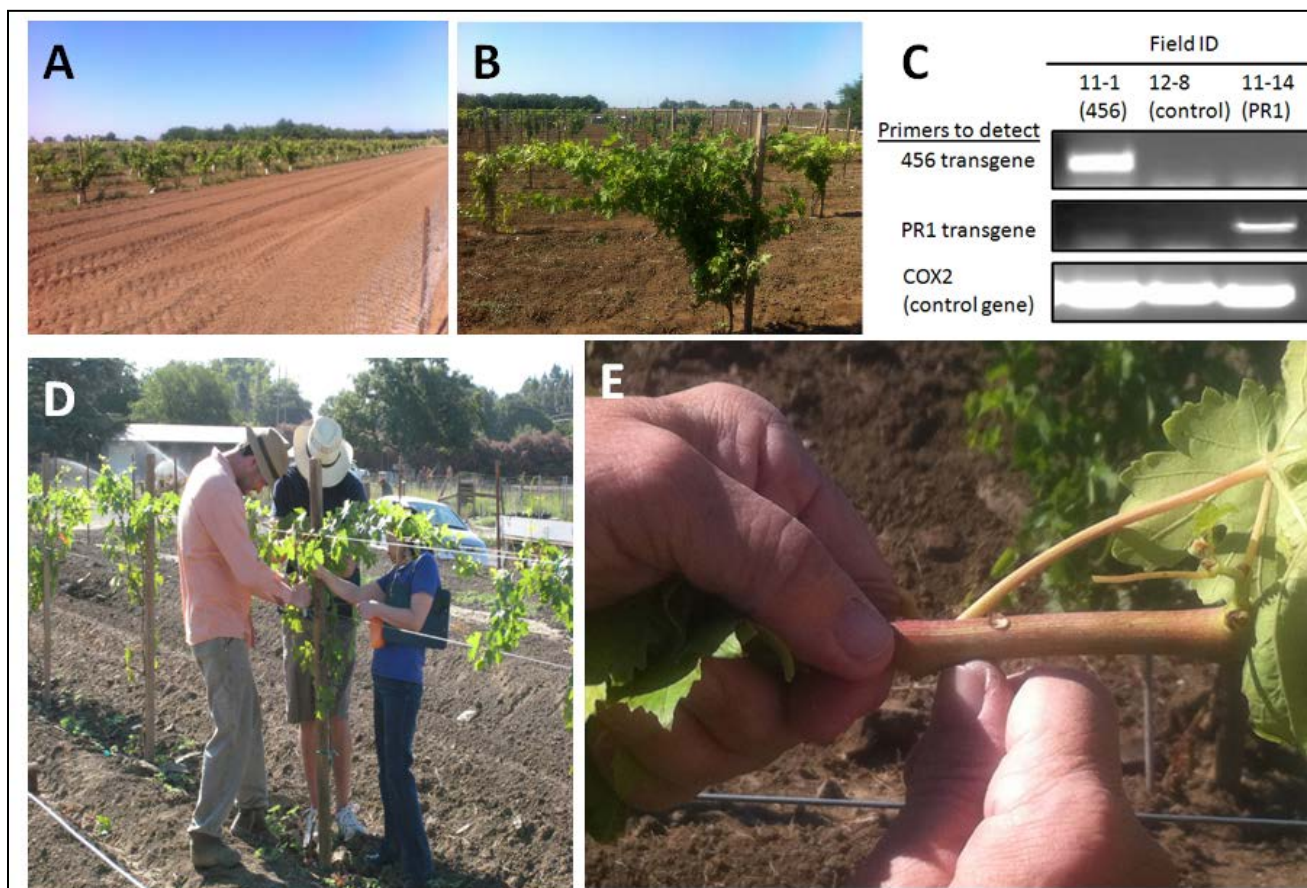 A
B
C
Field ID
11-1 12-8 11-14
(456) (control) (PR1)
Primers to detect
456 transgene
PR1 transgene
COX2
(control gene)
D
E